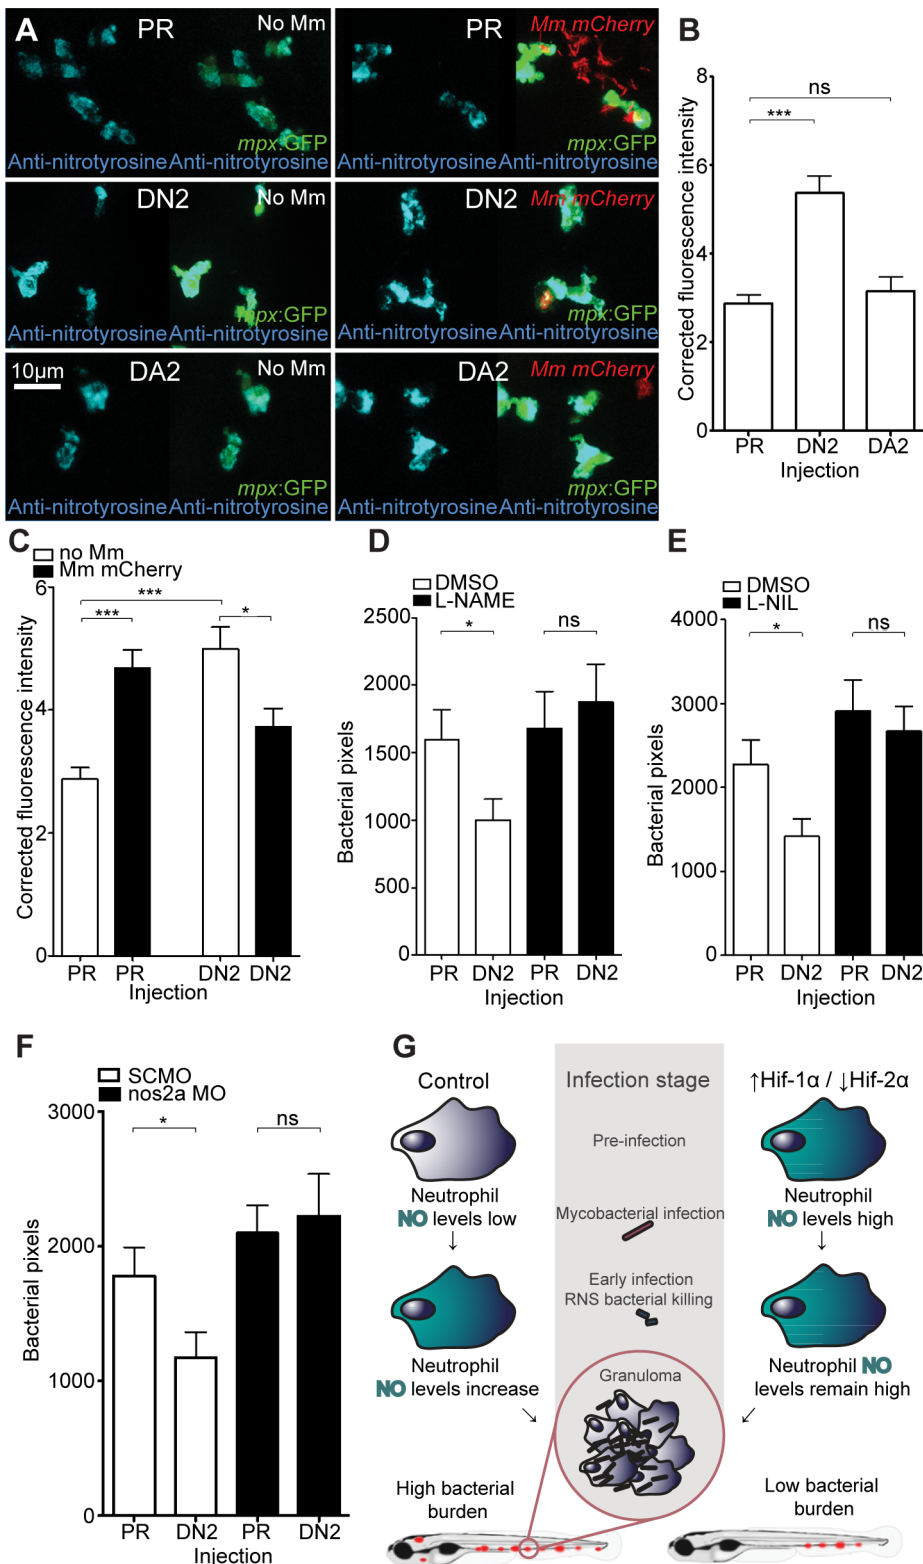 A
PR
No Mm
PR
Mm mCherry
mpx:GFP
mpx:GFP
Anti-nitrotyrosine Anti-nitrotyrosine
Anti-nitrotyrosine Anti-nitrotyrosine
DN2
No Mm
DN2
Mm mCherry
mpx:GFP
mpx:GFP
Anti-nitrotyrosine Anti-nitrotyrosine
Anti-nitrotyrosine Anti-nitrotyrosine
10µm
DA2
No Mm
DA2
Mm mCherry
mpx:GFP
mpx:GFP
Anti-nitrotyrosine Anti-nitrotyrosine
Anti-nitrotyrosine Anti-nitrotyrosine
B
Corrected fluorescence intensity
8
6
4
2
0
ns
***
PR DN2 DA2
Injection
C
no Mm
Mm mCherry
Corrected fluorescence intensity
6
4
2
0
***
***
*
PR PR DN2 DN2
Injection
D
DMSO
L-NAME
Bacterial pixels
2500
2000
1500
1000
500
0
*
ns
PR DN2 PR DN2
Injection
E
DMSO
L-NIL
Bacterial pixels
4000
3000
2000
1000
0
*
ns
PR DN2 PR DN2
Injection
F
SCMO
nos2a MO
Bacterial pixels
3000
2000
1000
0
*
ns
PR DN2 PR DN2
Injection
G
Control
Infection stage
↑Hif-1α / ↓Hif-2α
Pre-infection
Neutrophil
NO levels low
Neutrophil
NO levels high
↓
↓
Mycobacterial infection
Early infection
RNS bacterial killing
Neutrophil
NO levels increase
Neutrophil NO
levels remain high
Granuloma
High bacterial
burden
Low bacterial
burden